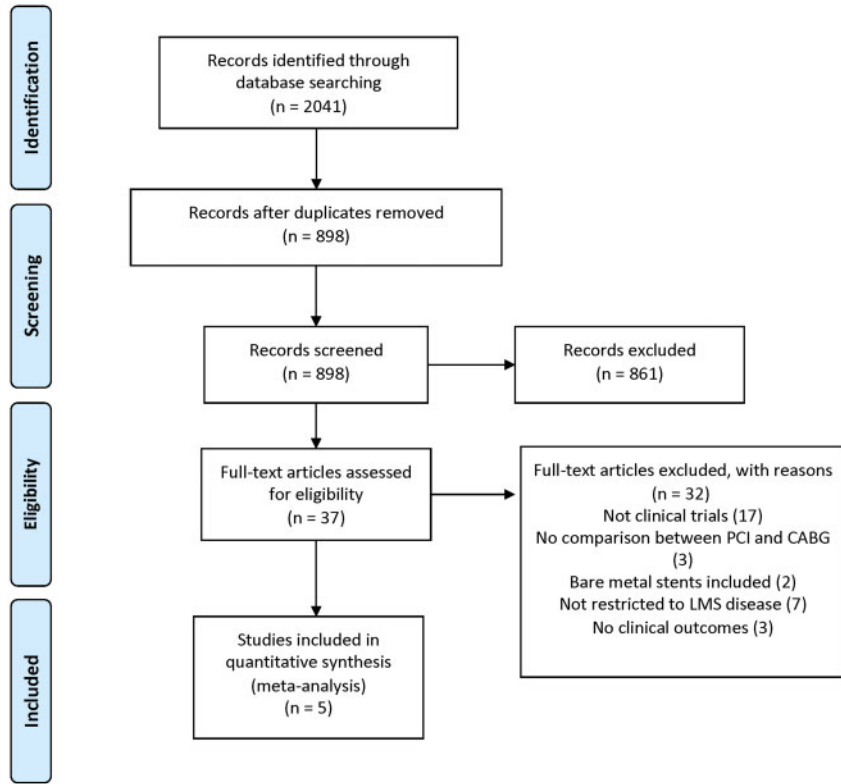 Identification
Records identified through
database searching
(n = 2041)
Records after duplicates removed
(n = 898)
Screening
Records screened
(n = 898)
Records excluded
(n = 861)
Eligibility
Full-text articles assessed
for eligibility
(n = 37)
Full-text articles excluded, with reasons
(n = 32)
Not clinical trials (17)
No comparison between PCI and CABG
(3)
Bare metal stents included (2)
Not restricted to LMS disease (7)
No clinical outcomes (3)
Included
Studies included in
quantitative synthesis
(meta-analysis)
(n = 5)